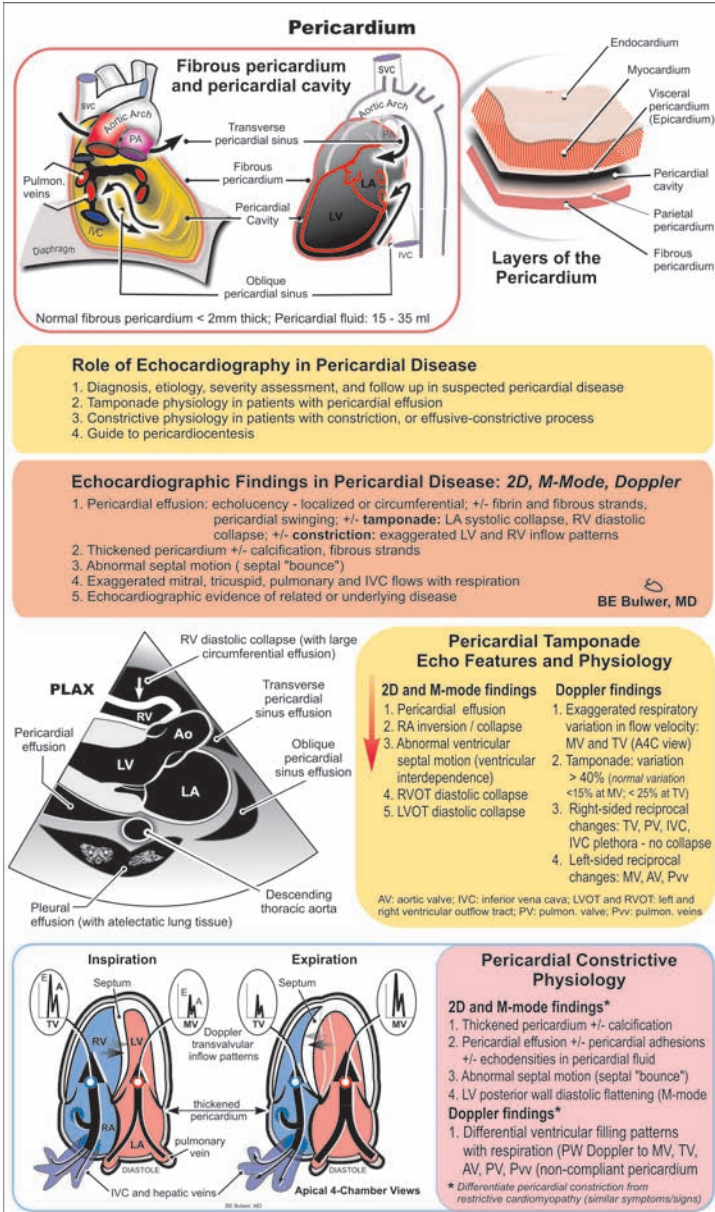 Pericardium
Fibrous pericardium
and pericardial cavity
SVC
Aortic Arch
PA
Pulmon.
veins
IVC
Diaphragm
Transverse
pericardial sinus
Fibrous
pericardium
Pericardial
Cavity
Oblique
pericardial sinus
SVC
Aortic Arch
PA
LA
LV
IVC
Normal fibrous pericardium < 2mm thick; Pericardial fluid: 15 - 35 ml
Endocardium
Myocardium
Visceral
pericardium
(Epicardium)
Pericardial
cavity
Parietal
pericardium
Fibrous
pericardium
Layers of the
Pericardium
Role of Echocardiography in Pericardial Disease
1. Diagnosis, etiology, severity assessment, and follow up in suspected pericardial disease
2. Tamponade physiology in patients with pericardial effusion
3. Constrictive physiology in patients with constriction, or effusive-constrictive process
4. Guide to pericardiocentesis
Echocardiographic Findings in Pericardial Disease: 2D, M-Mode, Doppler
1. Pericardial effusion: echolucency - localized or circumferential; +/- fibrin and fibrous strands,
pericardial swinging; +/- tamponade: LA systolic collapse, RV diastolic
collapse; +/- constriction: exaggerated LV and RV inflow patterns
2. Thickened pericardium +/- calcification, fibrous strands
3. Abnormal septal motion ( septal "bounce")
4. Exaggerated mitral, tricuspid, pulmonary and IVC flows with respiration
5. Echocardiographic evidence of related or underlying disease
BE Bulwer, MD
RV diastolic collapse (with large
circumferential effusion)
PLAX
Transverse
pericardial
sinus effusion
Pericardial
effusion
Oblique
pericardial
sinus effusion
RV
Ao
LV
LA
Descending
thoracic aorta
Pleural
effusion (with atelectatic lung tissue)
Pericardial Tamponade
Echo Features and Physiology
2D and M-mode findings
1. Pericardial effusion
2. RA inversion / collapse
3. Abnormal ventricular
septal motion (ventricular
interdependence)
4. RVOT diastolic collapse
5. LVOT diastolic collapse
Doppler findings
1. Exaggerated respiratory
variation in flow velocity:
MV and TV (A4C view)
2. Tamponade: variation
> 40% (normal variation
<15% at MV; < 25% at TV)
3. Right-sided reciprocal
changes: TV, PV, IVC,
IVC plethora - no collapse
4. Left-sided reciprocal
changes: MV, AV, Pvv
AV: aortic valve; IVC: inferior vena cava; LVOT and RVOT: left and
right ventricular outflow tract; PV: pulmon. valve; Pvv: pulmon. veins
Inspiration
Expiration
E
A
TV
Septum
E
A
MV
TV
Septum
MV
RV
LV
Doppler
transvalvular
inflow patterns
thickened
pericardium
RA
LA
pulmonary
vein
DIASTOLE
DIASTOLE
IVC and hepatic veins
Apical 4-Chamber Views
BE Bulwer, MD
Pericardial Constrictive
Physiology
2D and M-mode findings*
1. Thickened pericardium +/- calcification
2. Pericardial effusion +/- pericardial adhesions
+/- echodensities in pericardial fluid
3. Abnormal septal motion (septal "bounce")
4. LV posterior wall diastolic flattening (M-mode
Doppler findings*
1. Differential ventricular filling patterns
with respiration (PW Doppler to MV, TV,
AV, PV, Pvv (non-compliant pericardium
* Differentiate pericardial constriction from
restrictive cardiomyopathy (similar symptoms/signs)